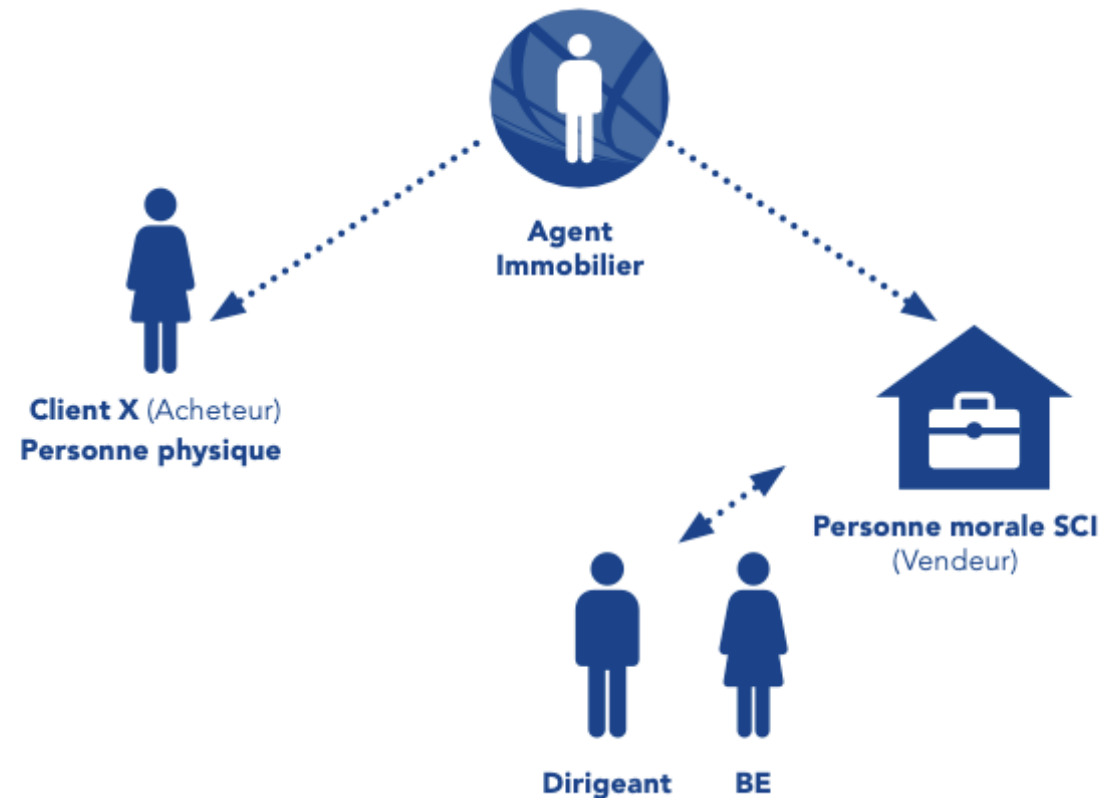 Agent
Immobilier
Client X (Acheteur)
Personne physique
Personne morale SCI
(Vendeur)
Dirigeant
BE